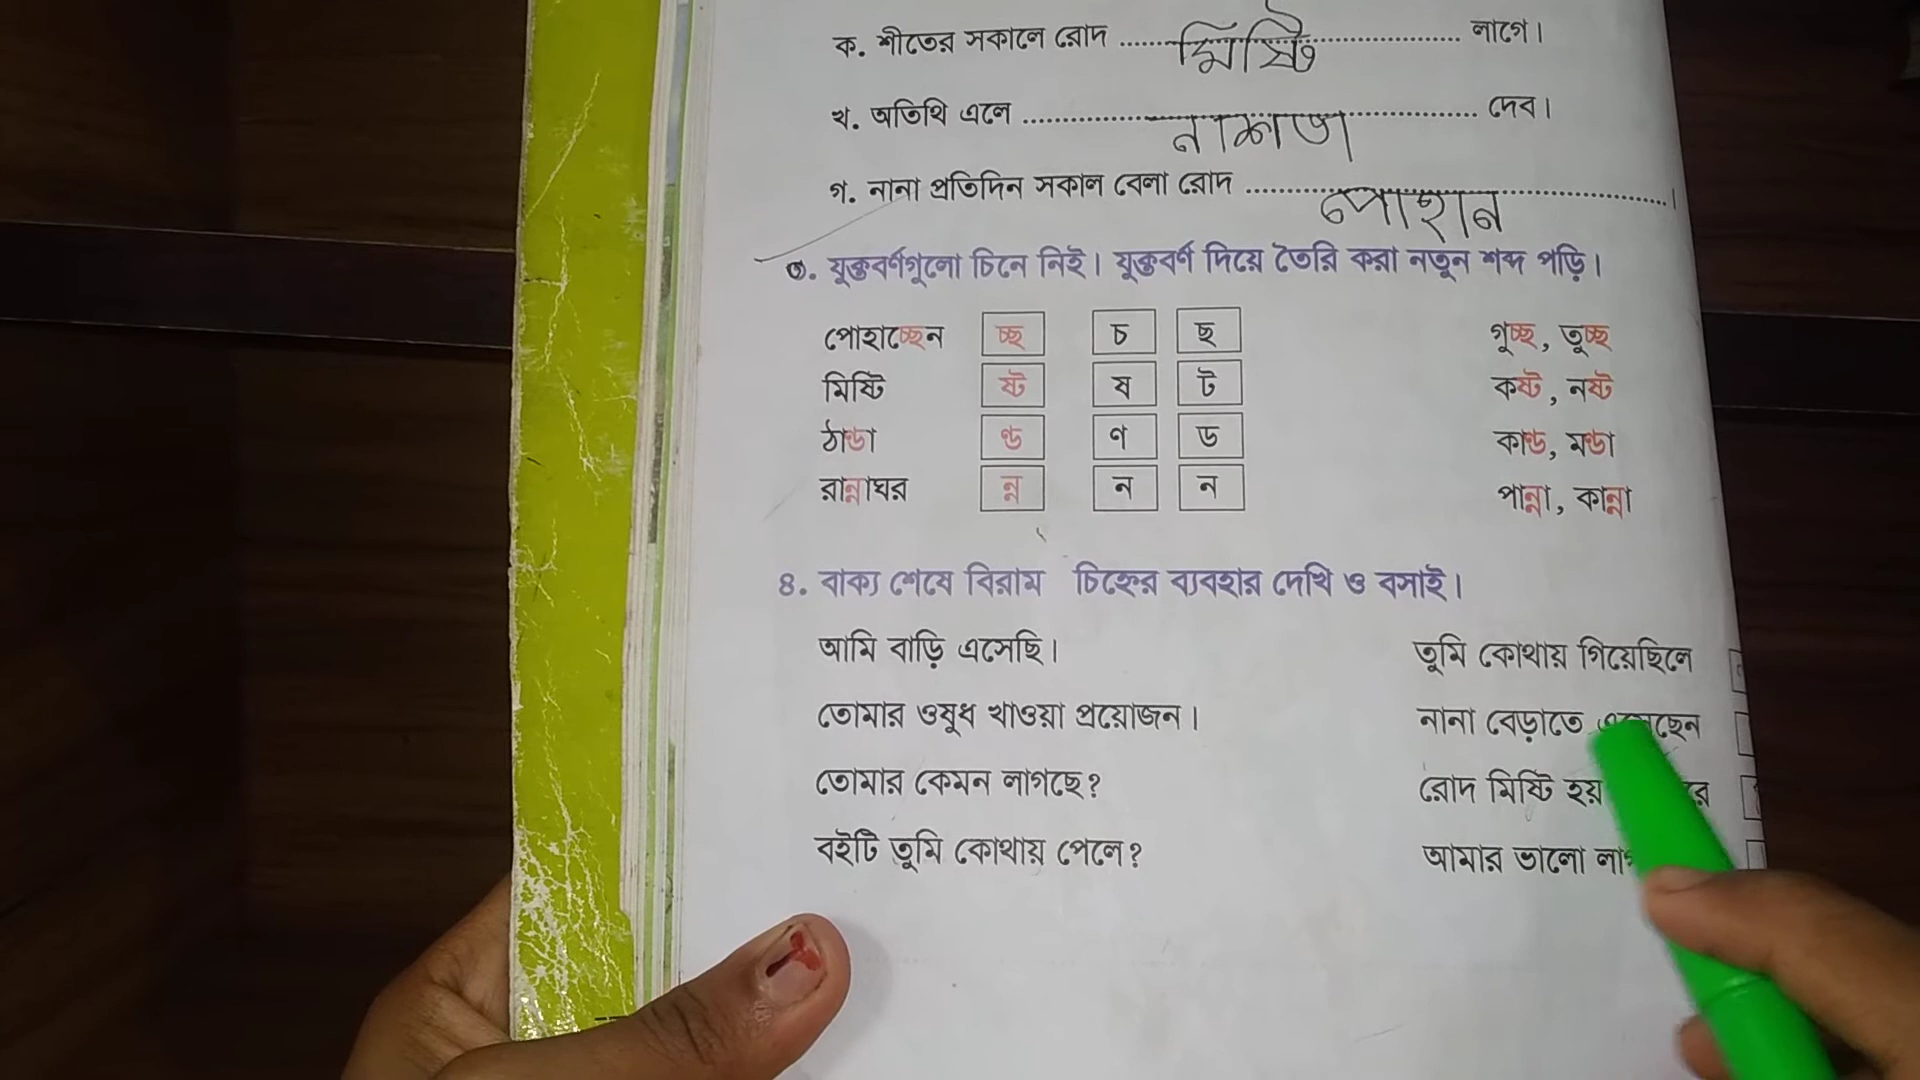 ক. শীতের সকালে রোদ ........ মিষ্টি ........ লাগে।
খ. অতিথি এলে ........ নাশতা ........ দেব।
গ. নানা প্রতিদিন সকাল বেলা রোদ ........ পোহান ........।
৩. যুক্তবর্ণগুলো চিনে নিই। যুক্তবর্ণ দিয়ে তৈরি করা নতুন শব্দ পড়ি।
পোহাচ্ছেন চ্ছ চ ছ গুচ্ছ, তুচ্ছ
মিষ্টি ষ্ট ষ ট কষ্ট, নষ্ট
ঠান্ডা ণ্ড ণ ড কাণ্ড, মণ্ডা
রান্নাঘর ন্ন ন ন পান্না, কান্না
৪. বাক্য শেষে বিরাম চিহ্নের ব্যবহার দেখি ও বসাই।
আমি বাড়ি এসেছি। তুমি কোথায় গিয়েছিলে
তোমার ওষুধ খাওয়া প্রয়োজন। নানা বেড়াতে
তোমার কেমন লাগছে? রোদ মিষ্টি হয়
বইটি তুমি কোথায় পেলে? আমার ভালো